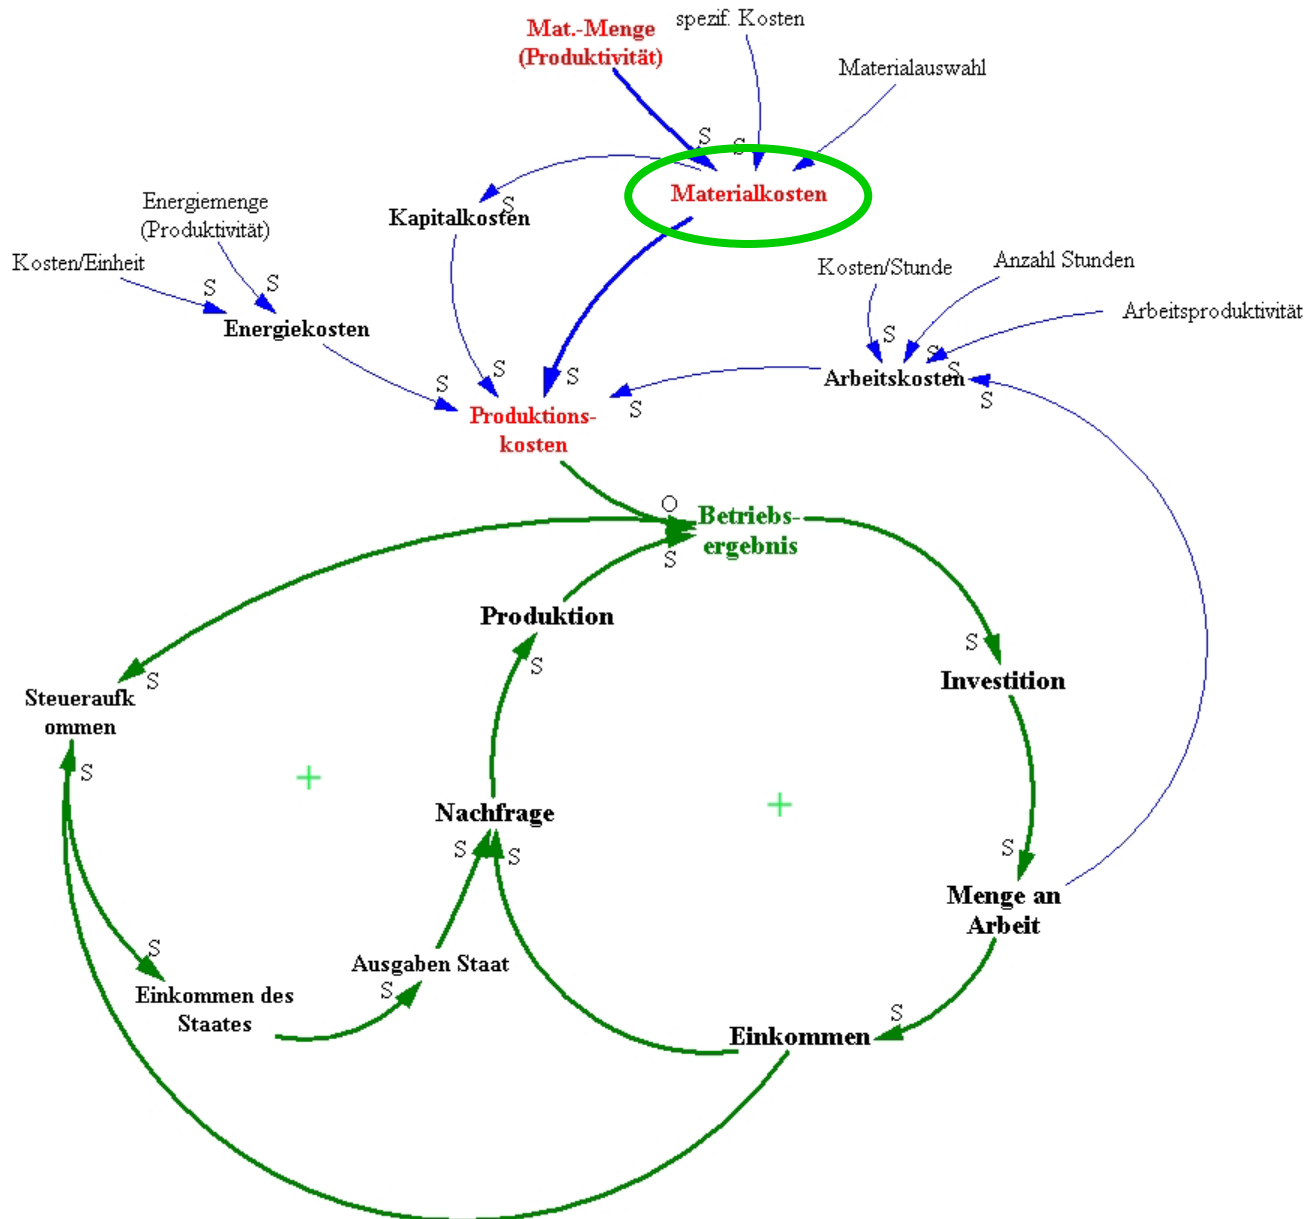 Mat.-Menge
(Produktivität)
spezif. Kosten
Materialauswahl
S
S
Materialkosten
Kapitalkosten
S
Energiemenge
(Produktivität)
Kosten/Einheit
S
S
Energiekosten
Kosten/Stunde
Anzahl Stunden
Arbeitsproduktivität
S
S
S
Arbeitskosten
S
S
S
S
S
Produktions-
kosten
O
Betriebs-
ergebnis
S
Produktion
S
S
Investition
S
Steueraufk
ommen
S
Nachfrage
S
S
S
Menge an
Arbeit
S
Einkommen des
Staates
Ausgaben Staat
S
S
Einkommen